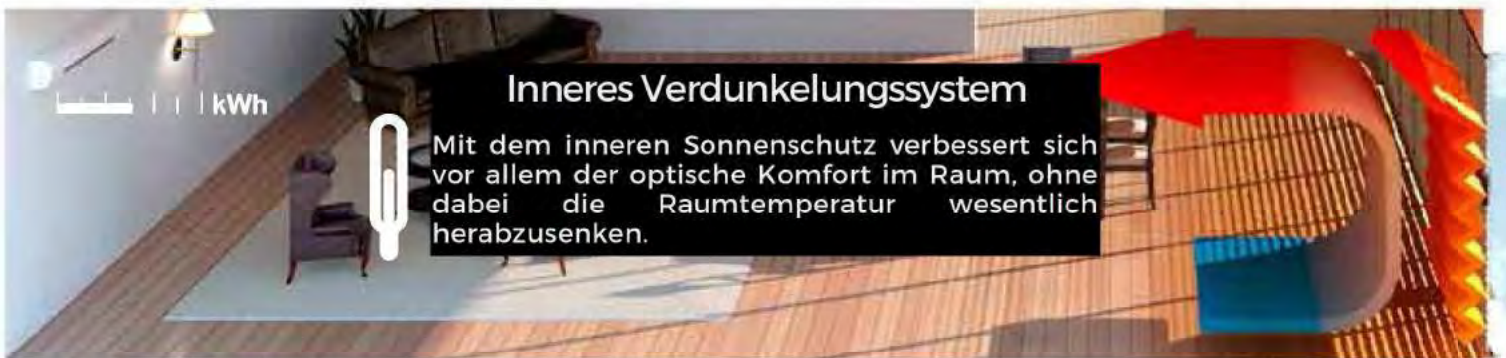 kWh
Inneres Verdunkelungssystem
Mit dem inneren Sonnenschutz verbessert sich
vor allem der optische Komfort im Raum, ohne
dabei die Raumtemperatur wesentlich
herabzusenken.